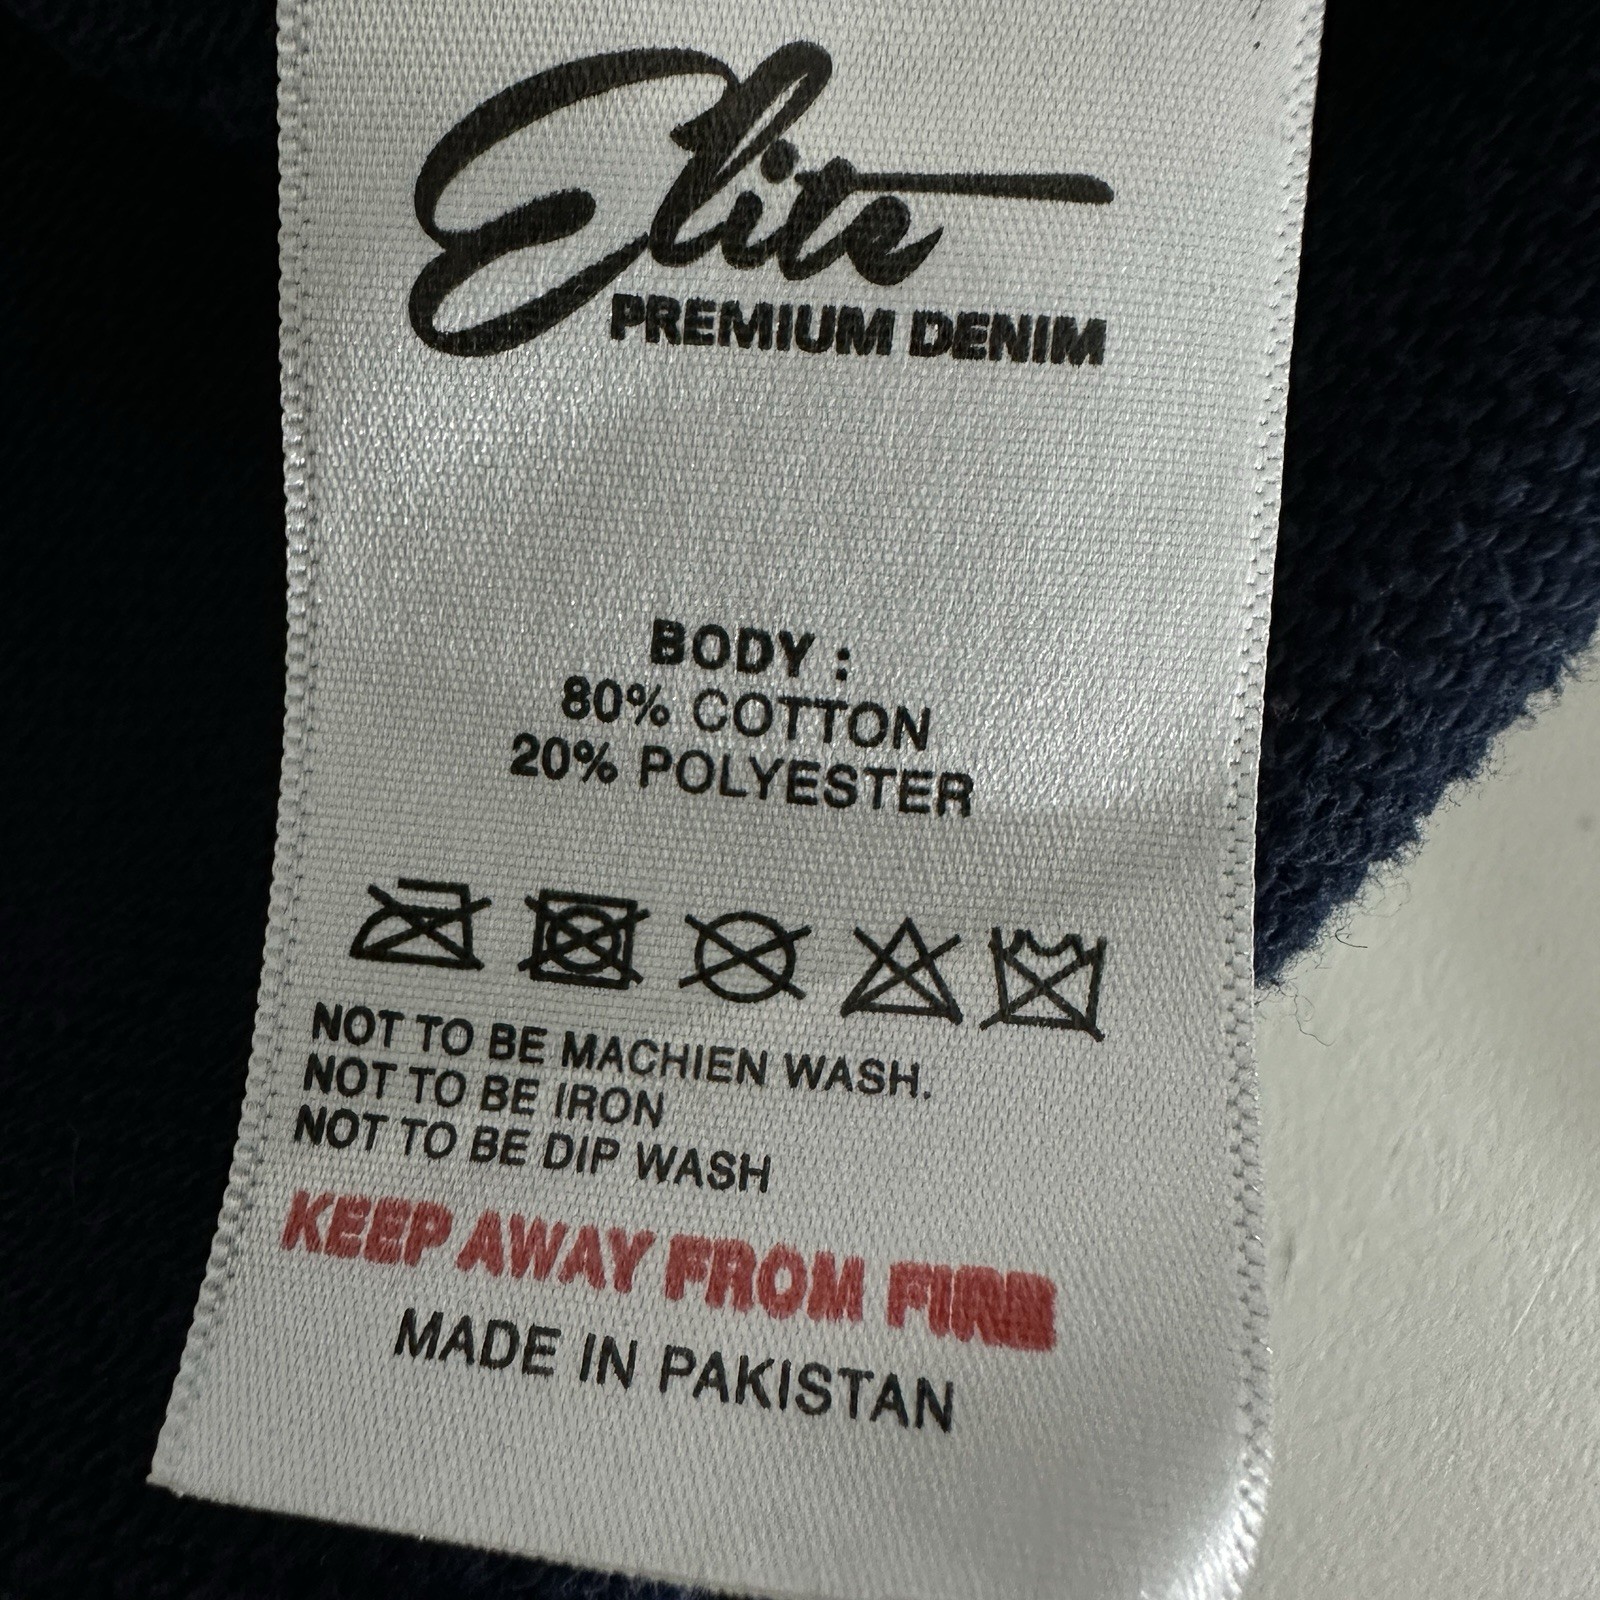 Elite
PREMIUM DENIM
BODY :
80% COTTON
20% POLYESTER
NOT TO BE MACHIEN WASH.
NOT TO BE IRON
NOT TO BE DIP WASH
KEEP AWAY FROM FIRE
MADE IN PAKISTAN